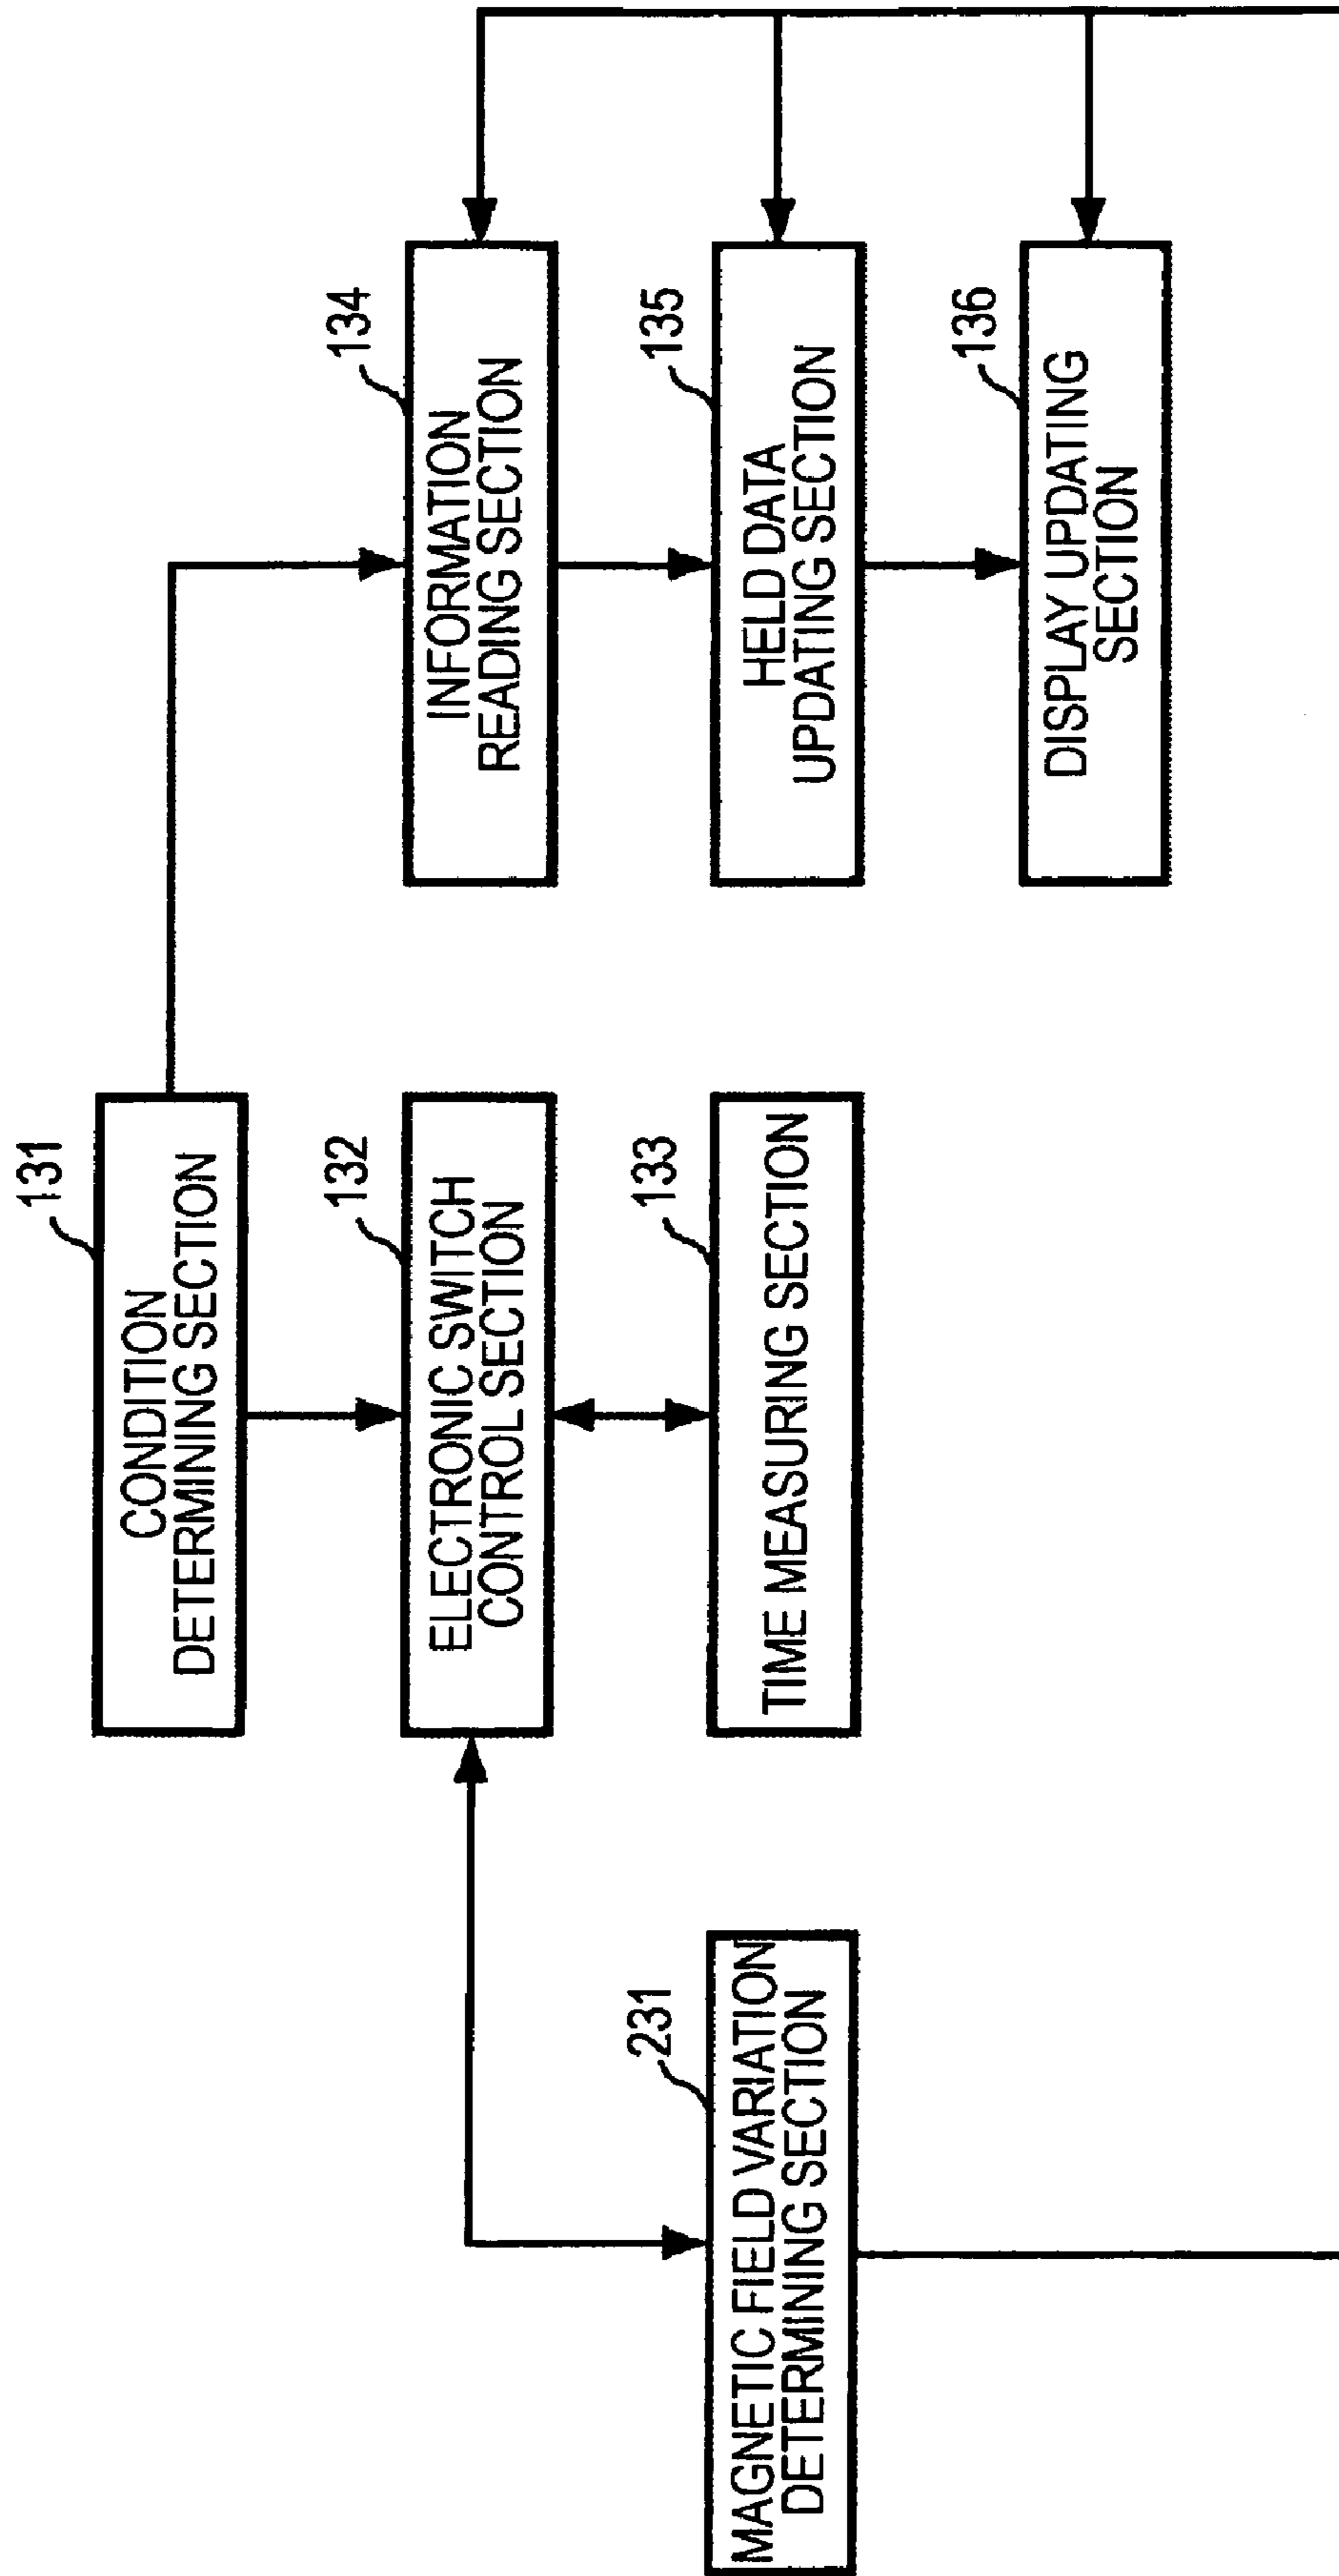 131
CONDITION
DETERMINING SECTION
132
ELECTRONIC SWITCH
CONTROL SECTION
133
TIME MEASURING SECTION
134
INFORMATION
READING SECTION
135
HELD DATA
UPDATING SECTION
136
DISPLAY UPDATING
SECTION
231
MAGNETIC FIELD VARIATION
DETERMINING SECTION